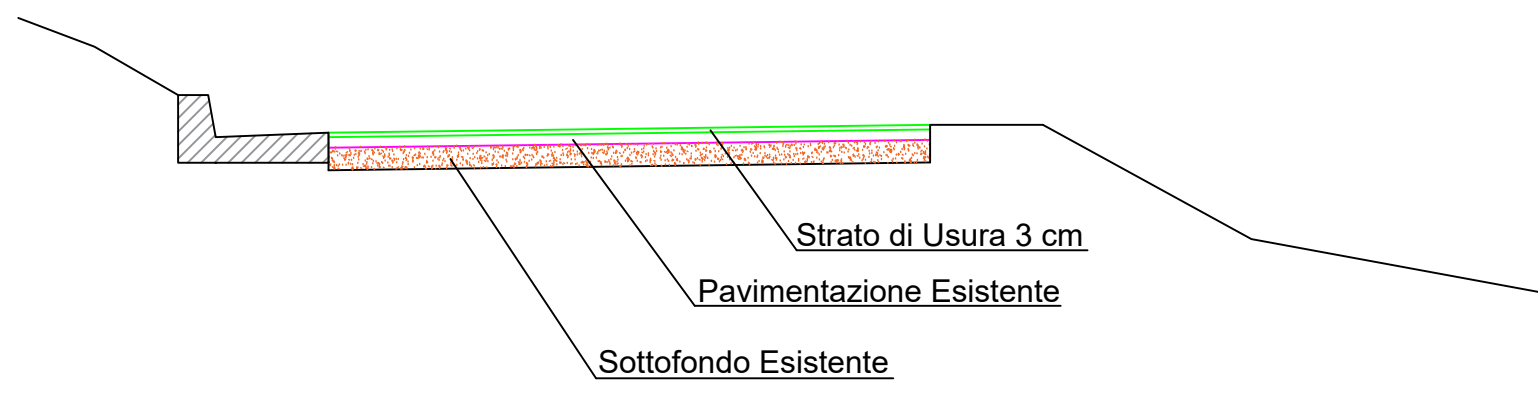 Strato di Usura 3 cm
Pavimentazione Esistente
Sottofondo Esistente